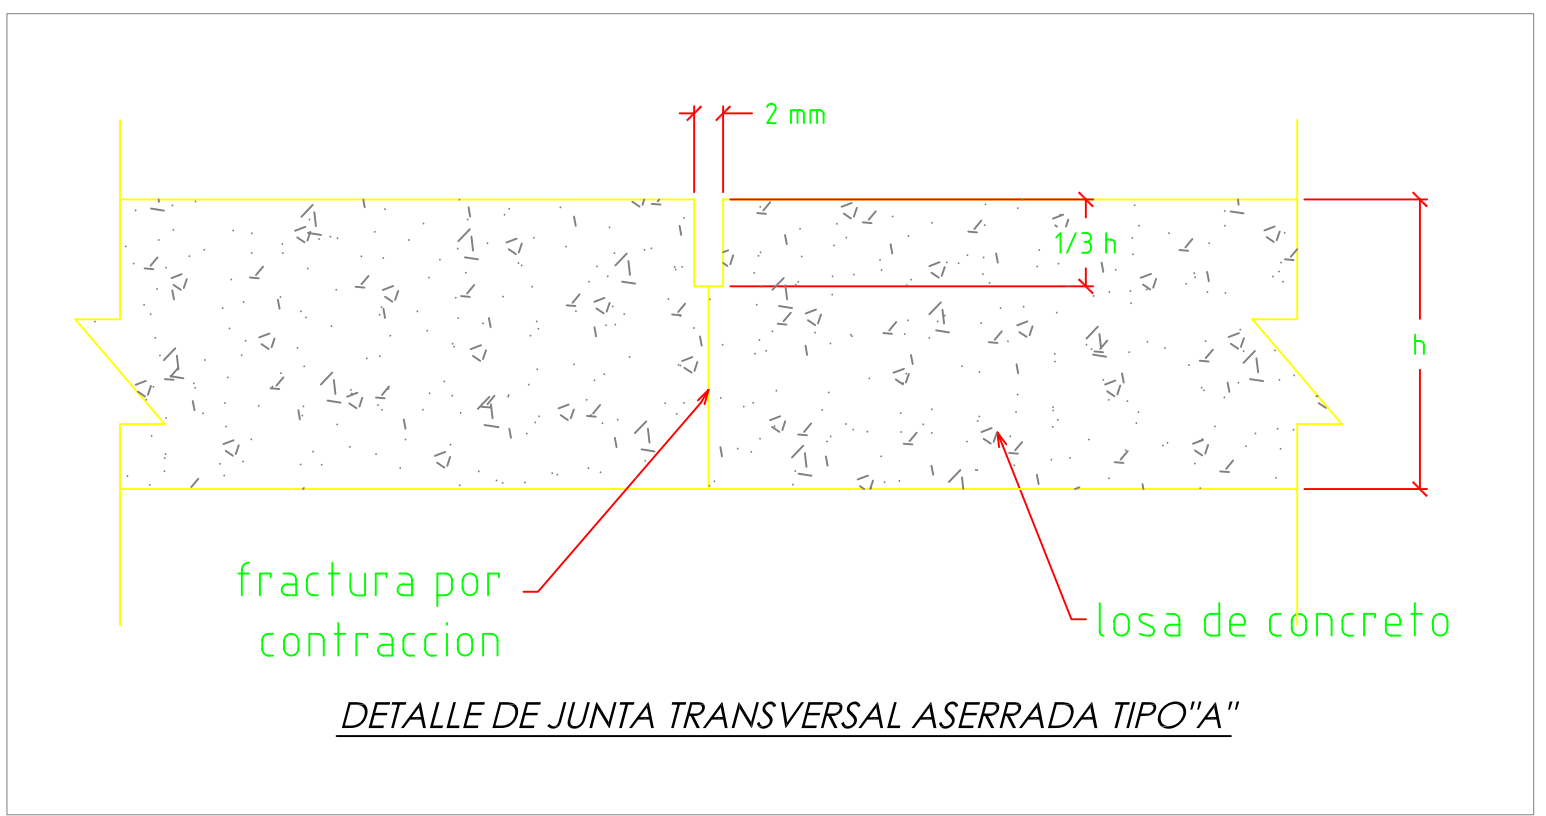 2 mm
1/3 h
h
fractura por
contraccion
losa de concreto
DETALLE DE JUNTA TRANSVERSAL ASERRADA TIPO"A"